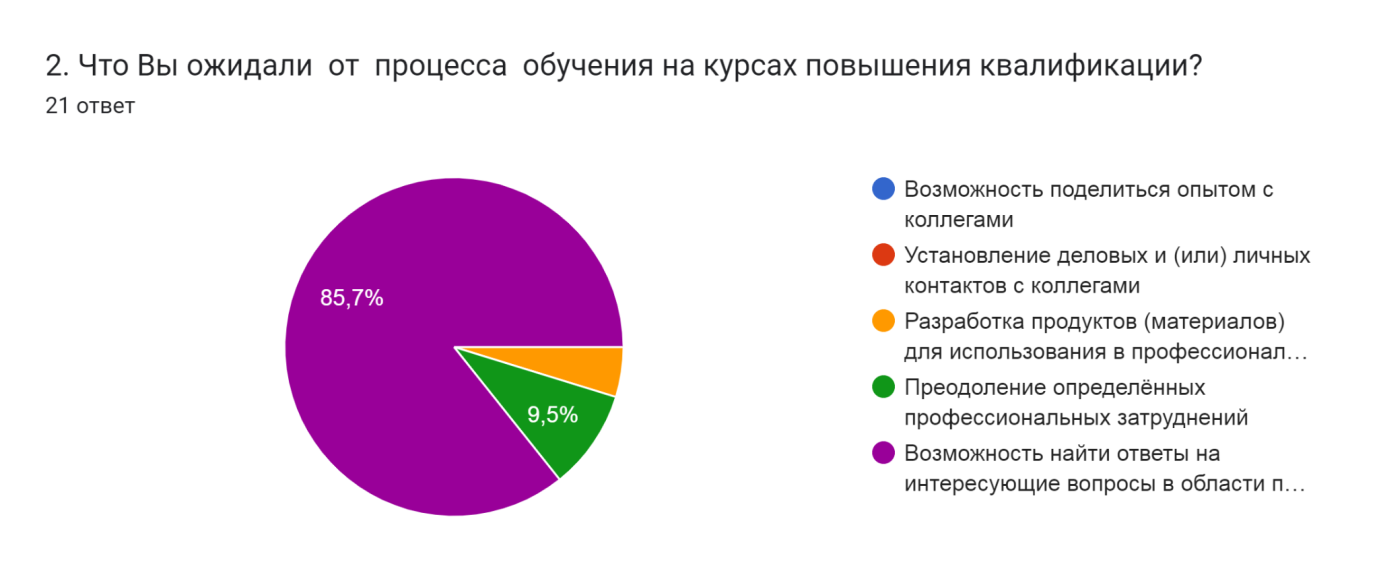 2. Что Вы ожидали от процесса обучения на курсах повышения квалификации?
21 ответ
85,7%
9,5%
Возможность поделиться опытом с
коллегами
Установление деловых и (или) личных
контактов с коллегами
Разработка продуктов (материалов)
для использования в профессионал…
Преодоление определённых
профессиональных затруднений
Возможность найти ответы на
интересующие вопросы в области п…